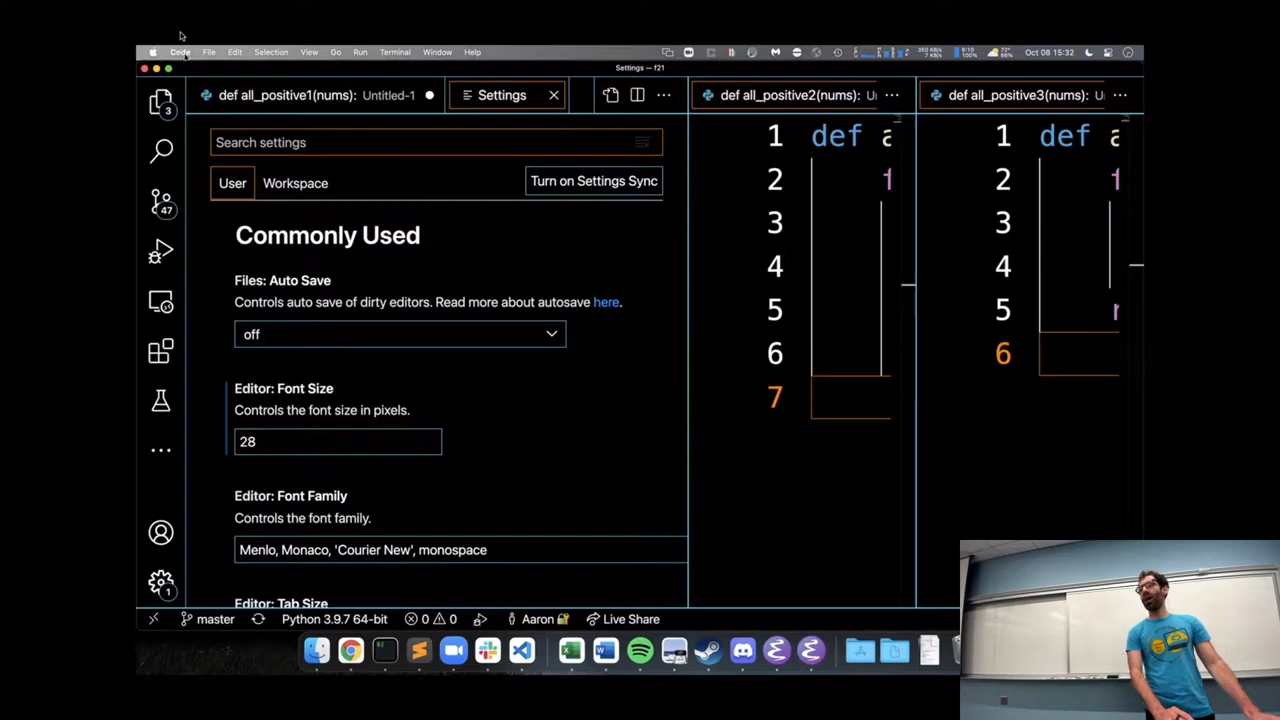 Code File Edit Selection View Go Run Terminal Window Help
Oct 08 15:32
Settings — f21
def all_positive1(nums): Untitled-1
Settings
def all_positive2(nums):
def all_positive3(nums):
3
Search settings
User Workspace Turn on Settings Sync
47
Commonly Used
Files: Auto Save
Controls auto save of dirty editors. Read more about autosave here.
off
Editor: Font Size
Controls the font size in pixels.
28
Editor: Font Family
Controls the font family.
Menlo, Monaco, 'Courier New', monospace
Editor: Tab Size
1
1 def a
2 f
3
4
5
6
7
1 def a
2 f
3
4
5 r
6
master Python 3.9.7 64-bit 0 0 Aaron Live Share